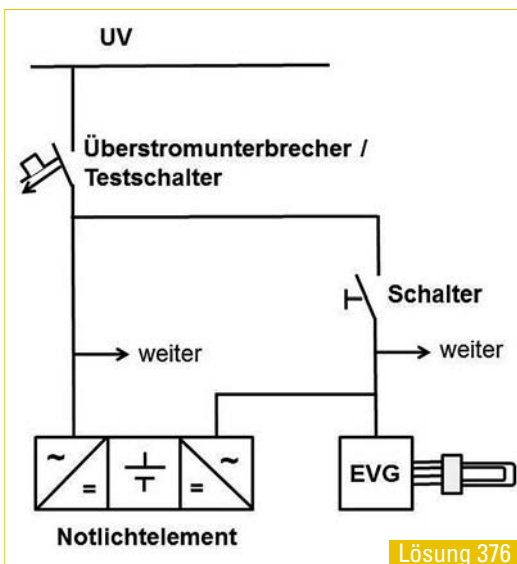 UV
Überstromunterbrecher /
Testschalter
Schalter
weiter
weiter
~
=
=
~
EVG
Notlichtelement
Lösung 376